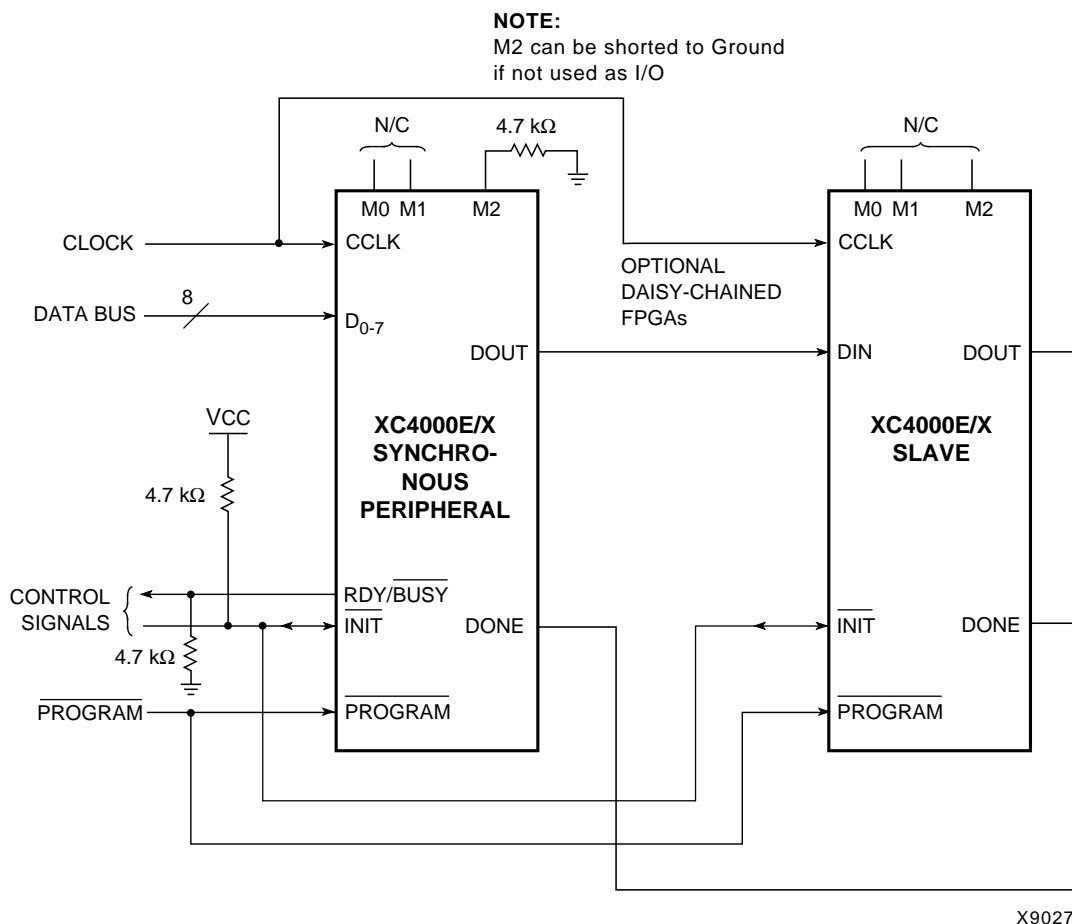 NOTE:
M2 can be shorted to Ground
if not used as I/O
N/C
4.7 kΩ
N/C
M0 M1
M2
M0 M1
M2
CLOCK
CCLK
CCLK
OPTIONAL
DAISY-CHAINED
FPGAs
8
DATA BUS
D0-7
DOUT
DIN
DOUT
VCC
4.7 kΩ
XC4000E/X
SYNCHRO-
NOUS
PERIPHERAL
XC4000E/X
SLAVE
CONTROL
SIGNALS
RDY/BUSY
INIT
DONE
INIT
DONE
4.7 kΩ
PROGRAM
PROGRAM
PROGRAM
X9027